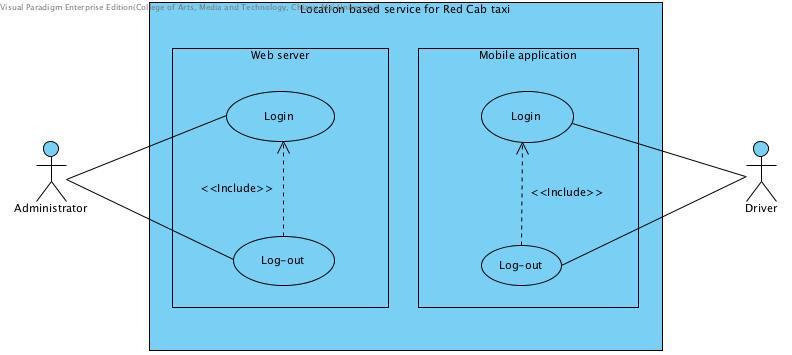 Visual Paradigm Enterprise Edition(College of Arts, Media and Technology,
Location based service for Red Cab taxi
Web server
Mobile application
Login
Login
<<Include>>
<<Include>>
Administrator
Driver
Log-out
Log-out